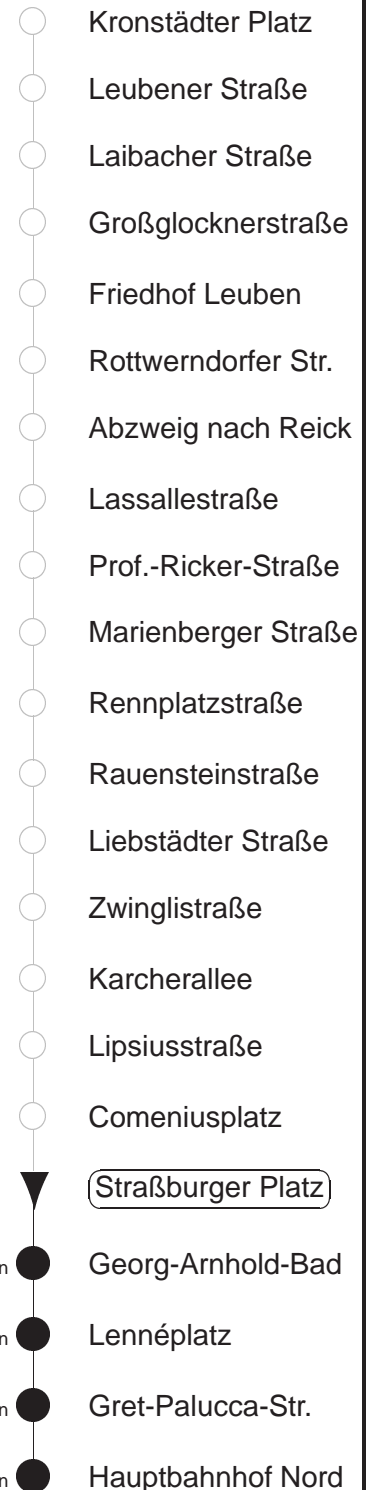 Kronstädter Platz
Leubener Straße
Laibacher Straße
Großglocknerstraße
Friedhof Leuben
Rottwerndorfer Str.
Abzweig nach Reick
Lassallestraße
Prof.-Ricker-Straße
Marienberger Straße
Rennplatzstraße
Rauensteinstraße
Liebstädter Straße
Zwinglistraße
Karcherallee
Lipsiusstraße
Comeniusplatz
Straßburger Platz
n Georg-Arnhold-Bad
n Lennéplatz
n Gret-Palucca-Str.
n Hauptbahnhof Nord